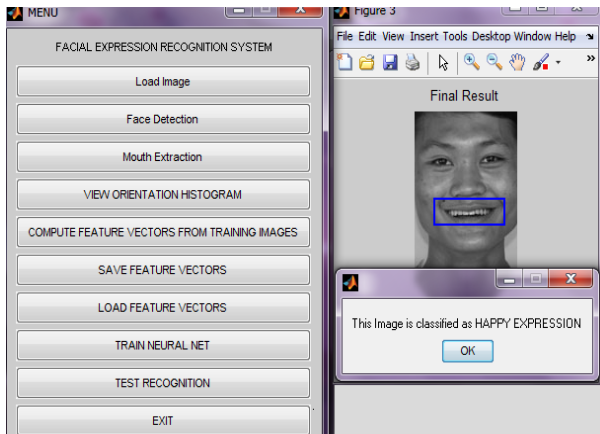 MENU
FACIAL EXPRESSION RECOGNITION SYSTEM
Load Image
Face Detection
Mouth Extraction
VIEW ORIENTATION HISTOGRAM
COMPUTE FEATURE VECTORS FROM TRAINING IMAGES
SAVE FEATURE VECTORS
LOAD FEATURE VECTORS
TRAIN NEURAL NET
TEST RECOGNITION
EXIT
Figure 3
File Edit View Insert Tools Desktop Window Help
Final Result
This Image is classified as HAPPY EXPRESSION
OK